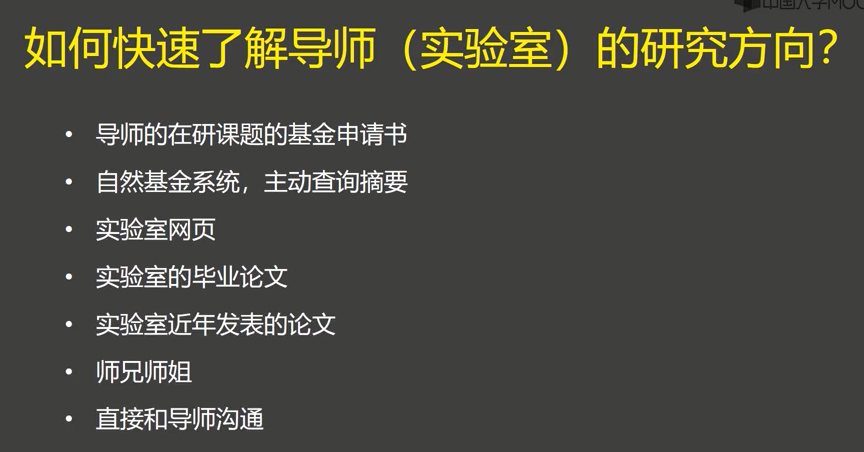 中国大学MOO
如何快速了解导师（实验室）的研究方向？
• 导师的在研课题的基金申请书
• 自然基金系统，主动查询摘要
• 实验室网页
• 实验室的毕业论文
• 实验室近年发表的论文
• 师兄师姐
• 直接和导师沟通